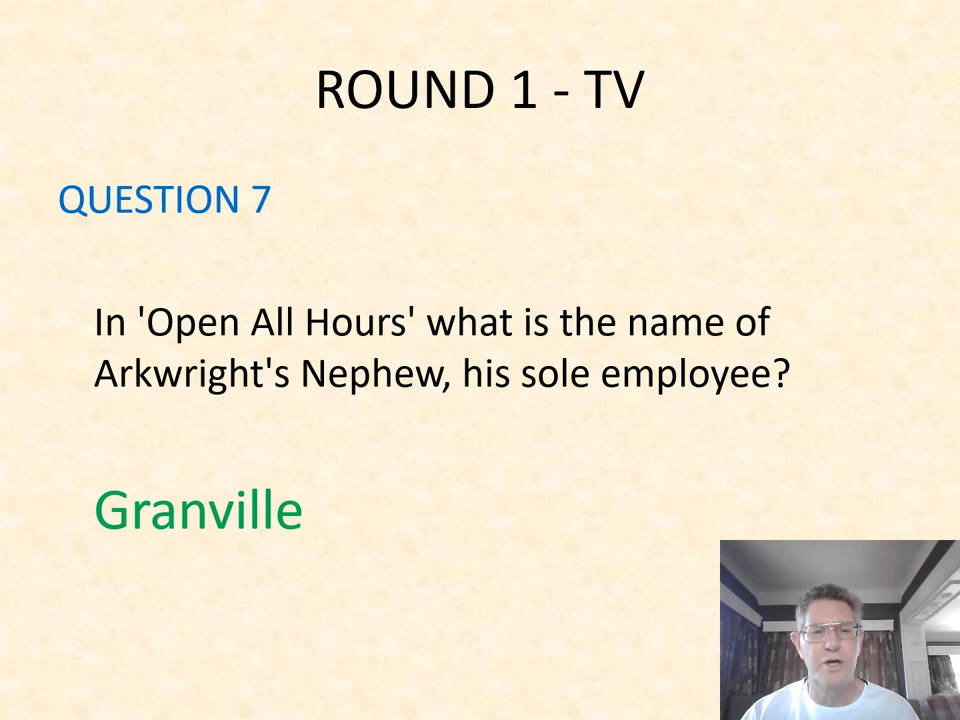 ROUND 1 - TV
QUESTION 7
In 'Open All Hours' what is the name of
Arkwright's Nephew, his sole employee?
Granville